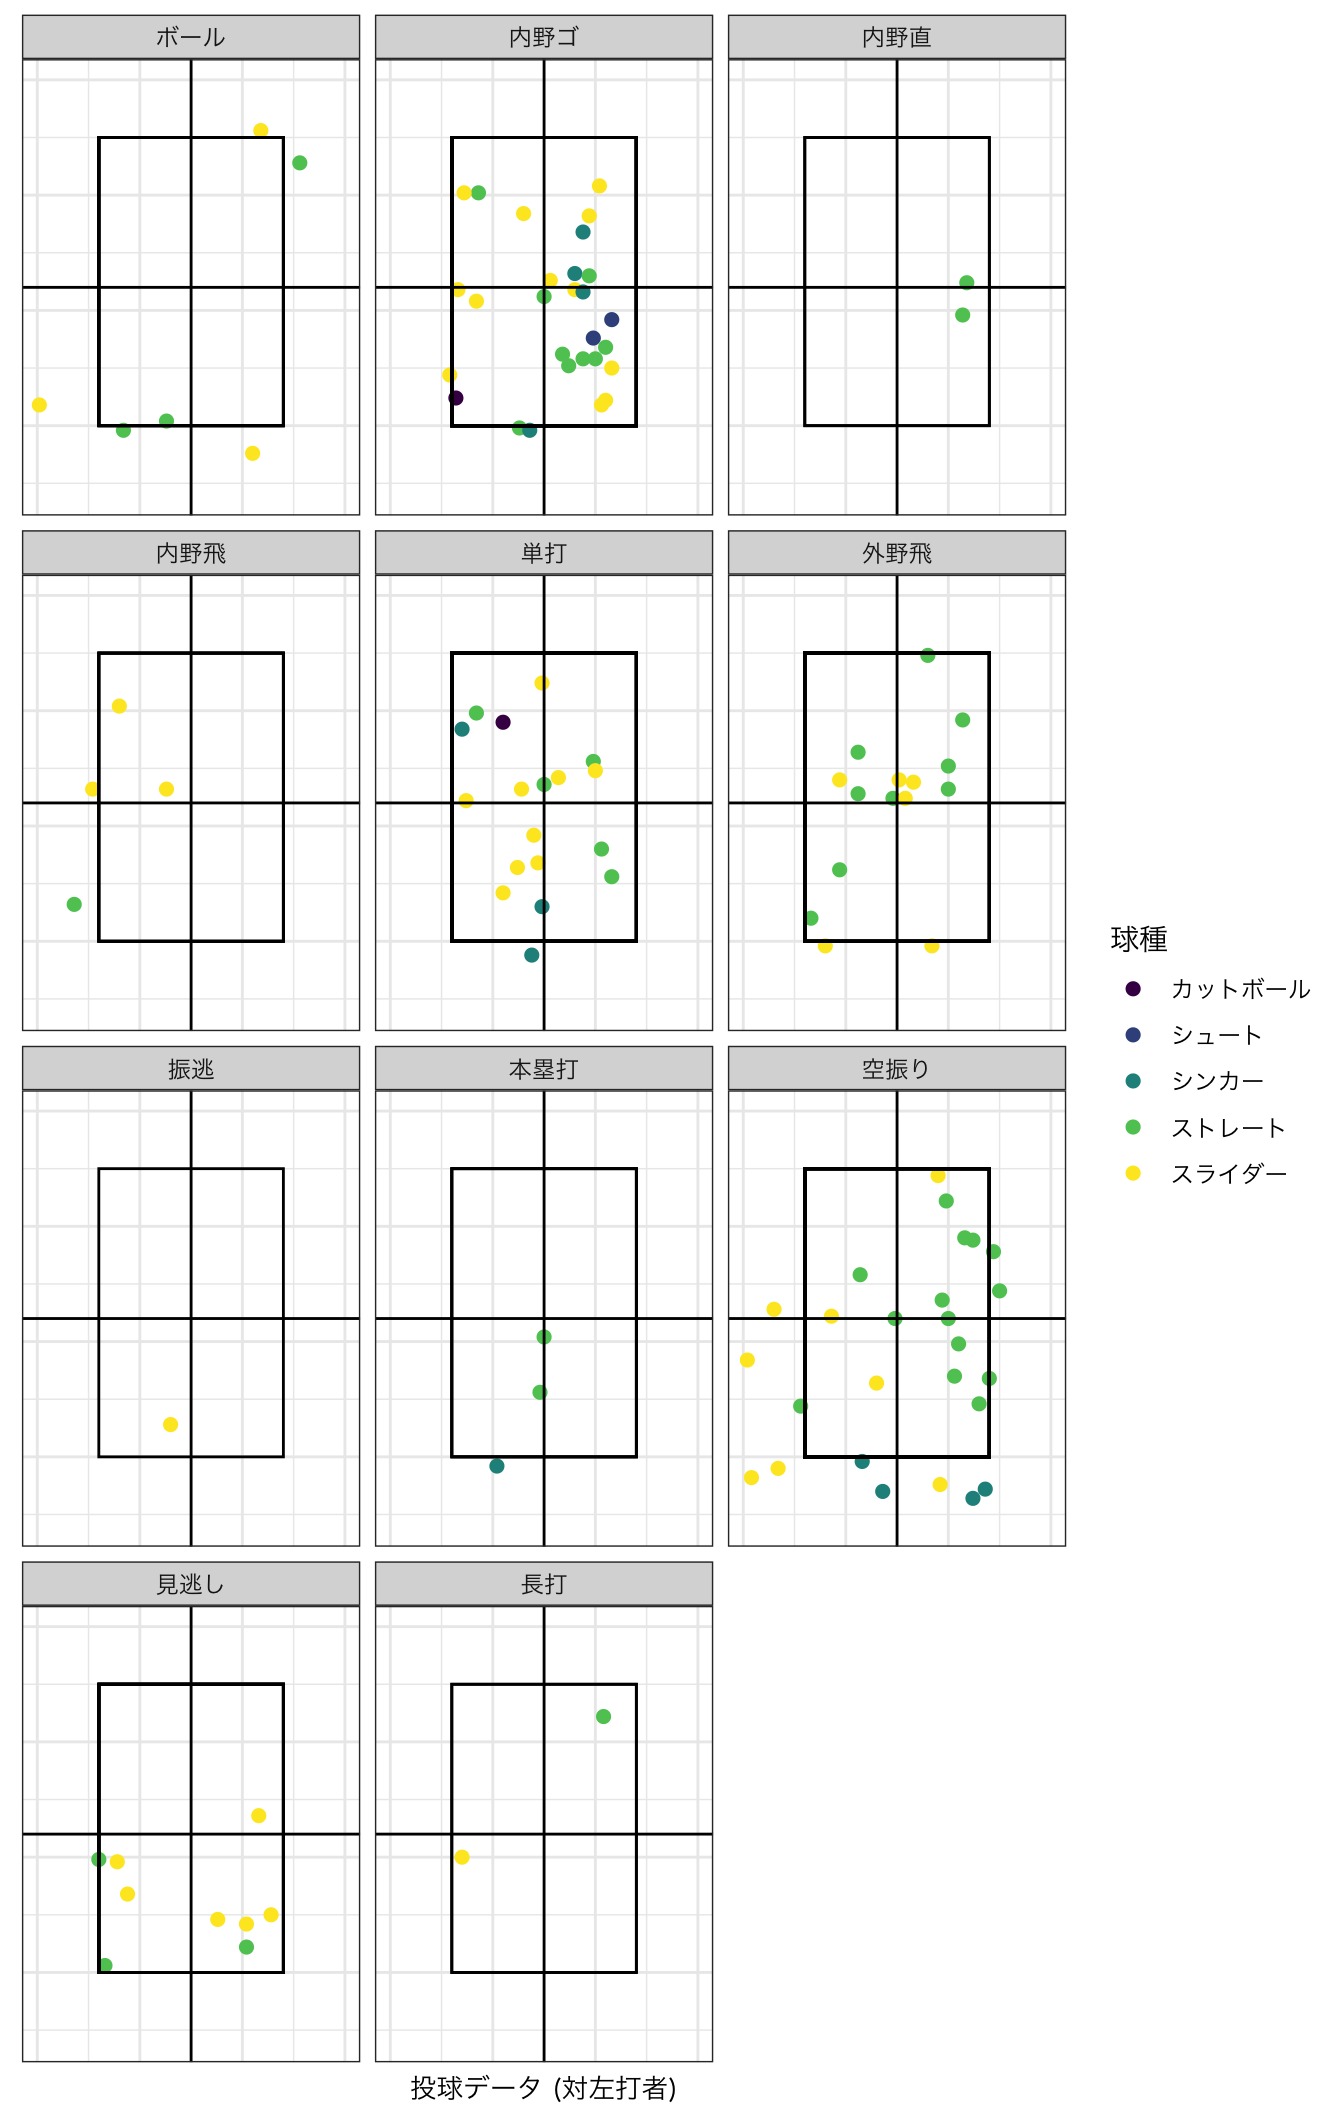 ボール
内野ゴ
内野直
内野飛
単打
外野飛
振逃
本塁打
空振り
見逃し
長打
球種
カットボール
シュート
シンカー
ストレート
スライダー
投球データ (対左打者)